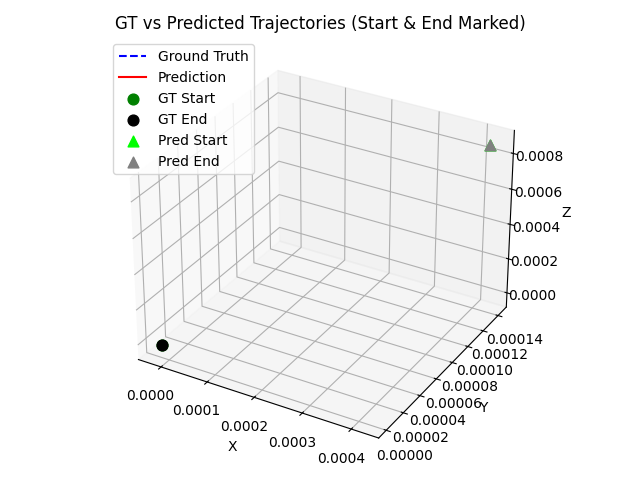 GT vs Predicted Trajectories (Start & End Marked)
Ground Truth
Prediction
GT Start
GT End
Pred Start
Pred End
0.0008
0.0006
Z
0.0004
0.0002
0.0000
0.00014
0.00012
0.00010
0.00008
0.00006
Y
0.00004
0.00002
0.00000
0.0000
0.0001
0.0002
0.0003
0.0004
X